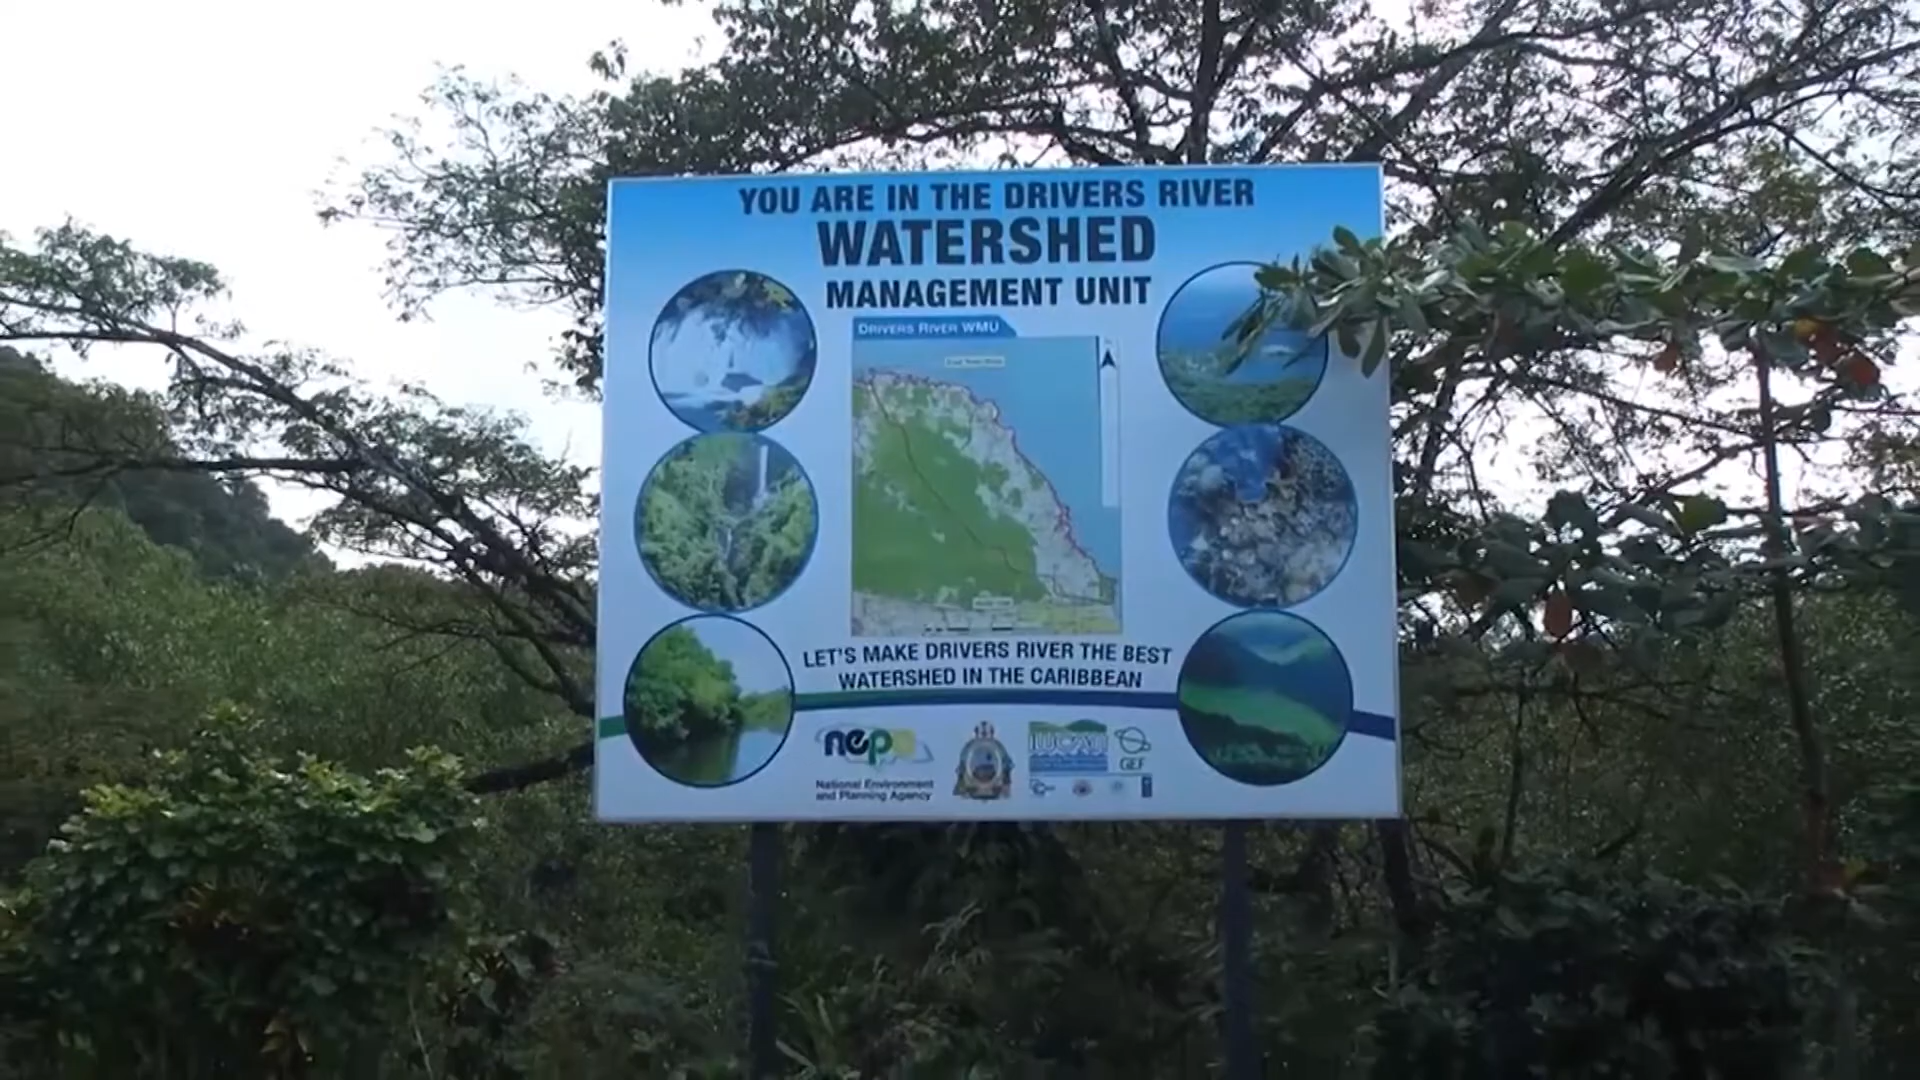 YOU ARE IN THE DRIVERS RIVER
WATERSHED
MANAGEMENT UNIT
DRIVERS RIVER WMU
LET'S MAKE DRIVERS RIVER THE BEST
WATERSHED IN THE CARIBBEAN
nepa
National Environment
and Planning Agency
IWCAM
GEF